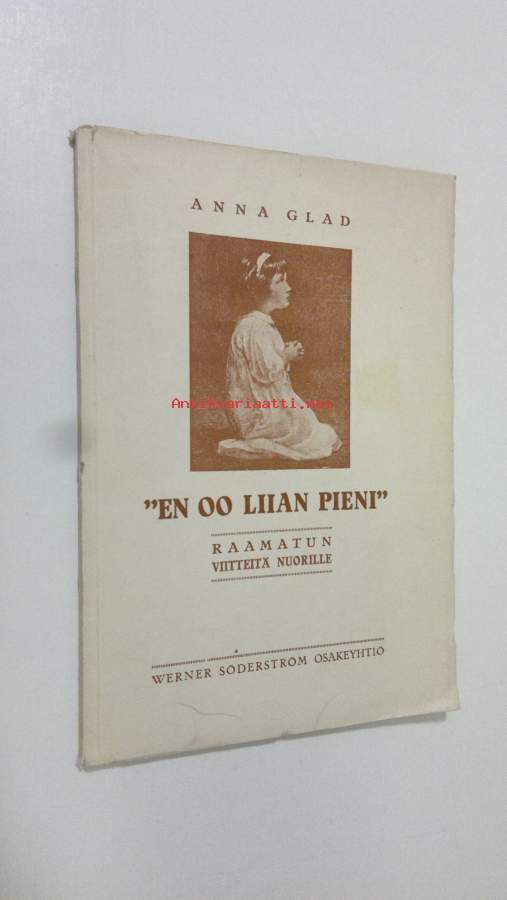 ANNA GLAD
Antikvariaatti.net
"EN OO LIIAN PIENI"
RAAMATUN
VIITTEITÄ NUORILLE
WERNER SÖDERSTRÖM OSAKEYHTIÖ